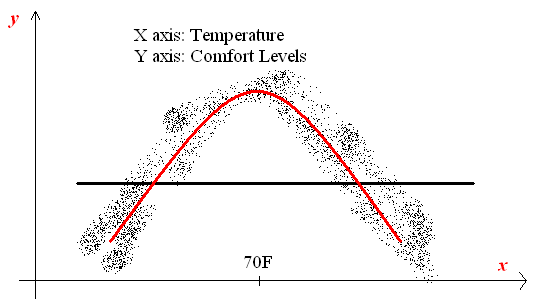 y
X axis: Temperature
Y axis: Comfort Levels
70F
x